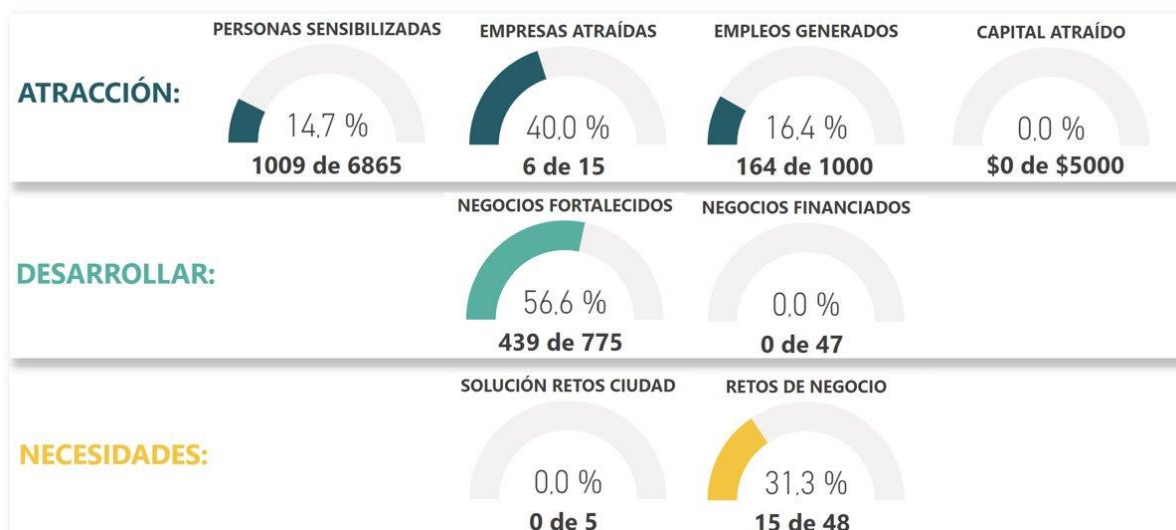 PERSONAS SENSIBILIZADAS
EMPRESAS ATRAÍDAS
EMPLEOS GENERADOS
CAPITAL ATRAÍDO
ATRACCIÓN:
14,7 %
40,0 %
16,4 %
0,0 %
1009 de 6865
6 de 15
164 de 1000
$0 de $5000
NEGOCIOS FORTALECIDOS
NEGOCIOS FINANCIADOS
DESARROLLAR:
56,6 %
0,0 %
439 de 775
0 de 47
SOLUCIÓN RETOS CIUDAD
RETOS DE NEGOCIO
NECESIDADES:
0,0 %
31,3 %
0 de 5
15 de 48